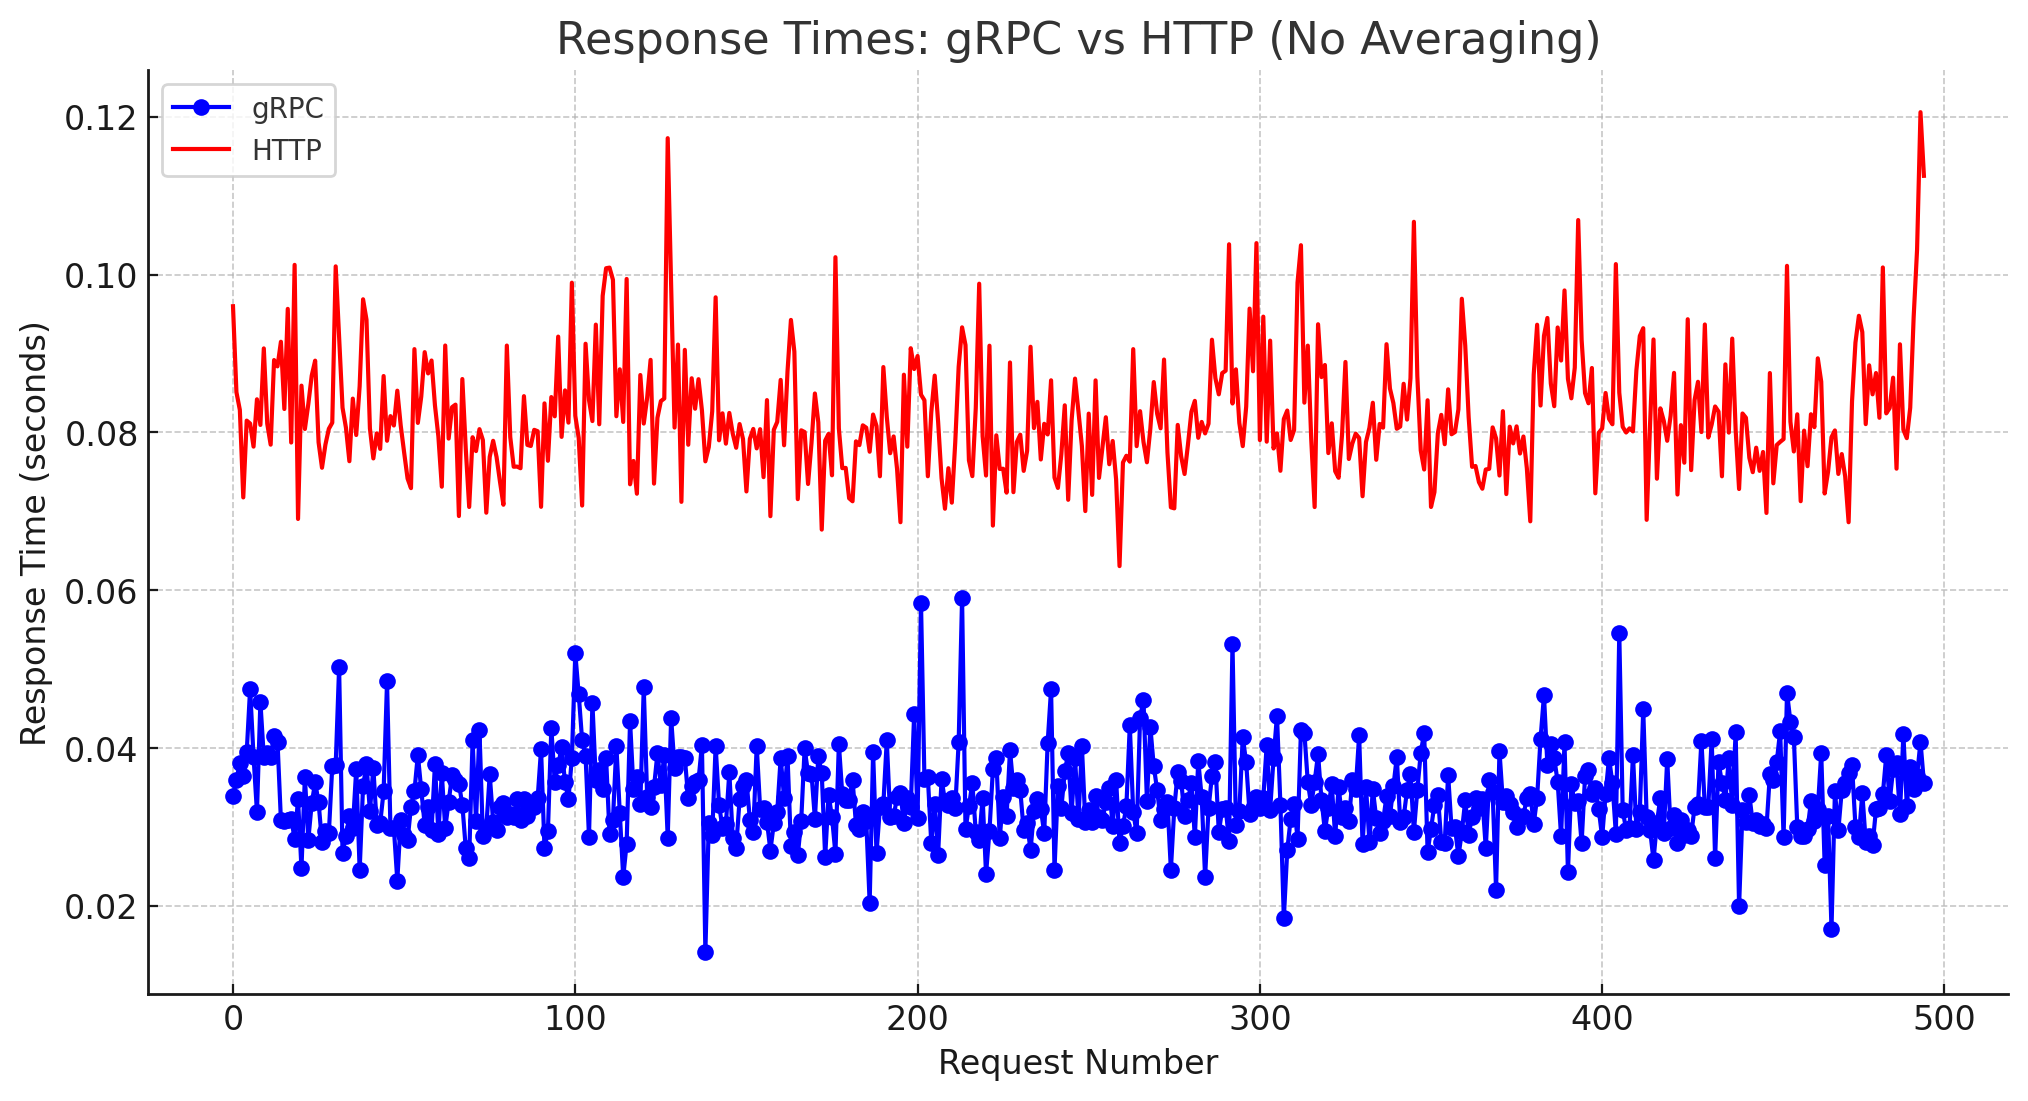 Response Times: gRPC vs HTTP (No Averaging)
gRPC
HTTP
Response Time (seconds)
0.12
0.10
0.08
0.06
0.04
0.02
0 100 200 300 400 500
Request Number